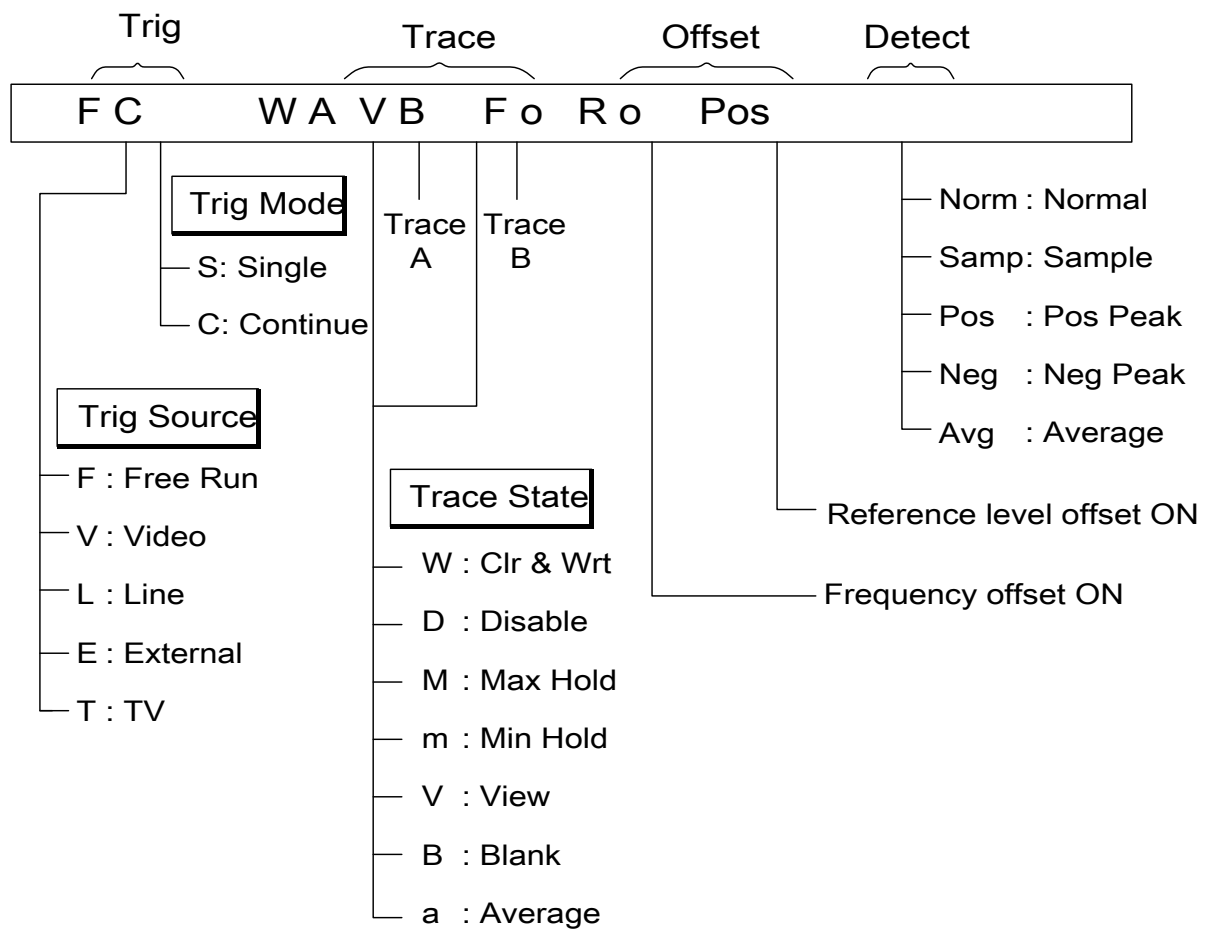 Trig Trace Offset Detect
F C W A V B F o R o Pos
Trig Mode
S: Single
C: Continue
Trace A
Trace B
Trig Source
F : Free Run
V : Video
L : Line
E : External
T : TV
Trace State
W : Clr & Wrt
D : Disable
M : Max Hold
m : Min Hold
V : View
B : Blank
a : Average
Norm : Normal
Samp: Sample
Pos : Pos Peak
Neg : Neg Peak
Avg : Average
Reference level offset ON
Frequency offset ON